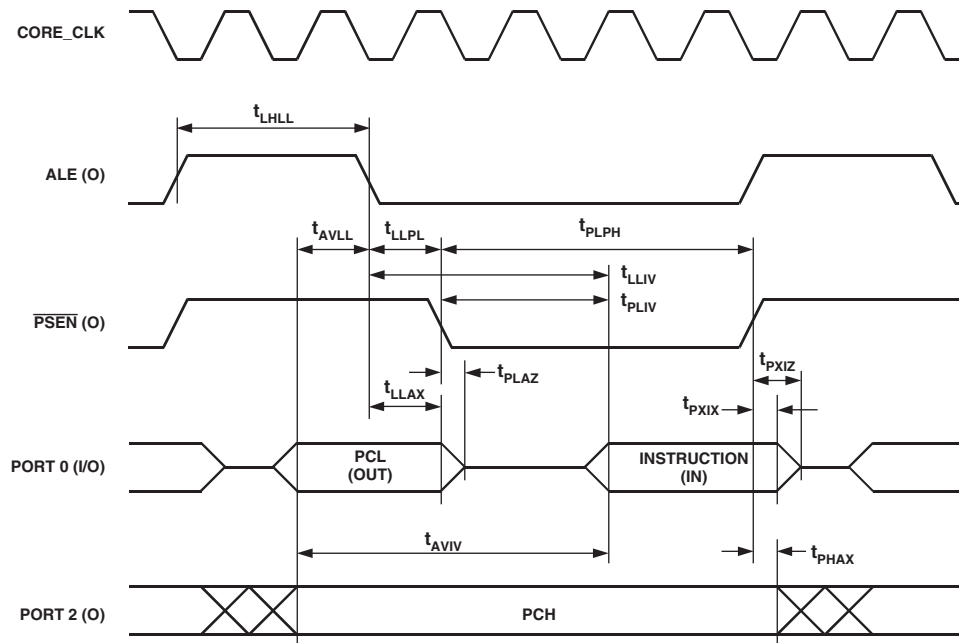 CORE_CLK
tLHLL
ALE (O)
tAVLL
tLLPL
tPLPH
tLLIV
tPLIV
PSEN (O)
tPXIZ
tPLAZ
tLLAX
tPXIX
PORT 0 (I/O)
PCL
(OUT)
INSTRUCTION
(IN)
tAVIV
tPHAX
PORT 2 (O)
PCH